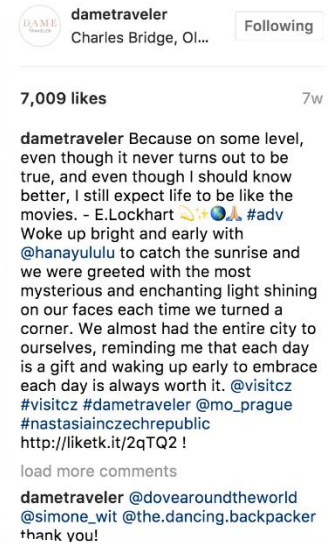 DAME
TRAVELER
dametraveler
Charles Bridge, Ol...
Following
7,009 likes
7w
dametraveler Because on some level,
even though it never turns out to be
true, and even though I should know
better, I still expect life to be like the
movies. - E.Lockhart 💫✨🌍🙏🏼 #adv
Woke up bright and early with
@hanayululu to catch the sunrise and
we were greeted with the most
mysterious and enchanting light shining
on our faces each time we turned a
corner. We almost had the entire city to
ourselves, reminding me that each day
is a gift and waking up early to embrace
each day is always worth it. @visitcz
#visitcz #dametraveler @mo_prague
#nastasiainczechrepublic
http://liketk.it/2qTQ2 !
load more comments
dametraveler @dovearoundtheworld
@simone_wit @the.dancing.backpacker
thank you!